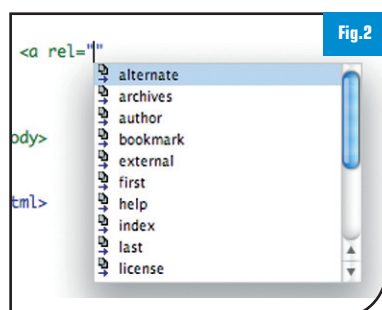 Fig.2
<a rel=""
alternate
archives
author
ody>
bookmark
external
first
tml>
help
index
last
license